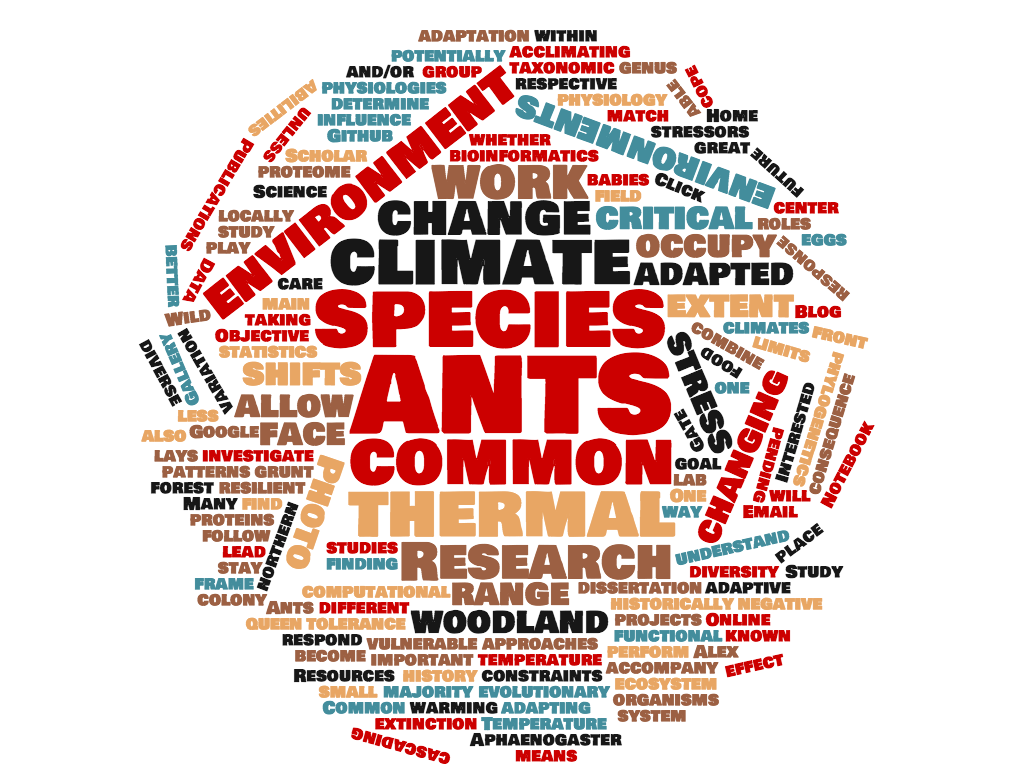 ADAPTATION WITHIN
POTENTIALLY ACCLIMATING
AND/OR GROUP TAXONOMIC GENUS
ABILITIES PHYSIOLOGIES RESPECTIVE ABLE COPE
DETERMINE PHYSIOLOGY
INFLUENCE MATCH HOME
UNLESS GITHUB ENVIRONMENT ENVIRONMENTS STRESSORS
WHETHER GREAT
SCHOLAR BIOINFORMATICS FUTURE
PUBLICATIONS PROTEOME WORK BABIES CLICK
SCIENCE FIELD
LOCALLY CHANGE CRITICAL CENTER
STUDY ROLES
PLAY CLIMATE OCCUPY RESPONSE EGGS
BETTER DATA CARE ADAPTED
WILD MAIN SPECIES EXTENT BLOG
TAKING CLIMATES FRONT
OBJECTIVE COMBINE LIMITS
DIVERSE GALLERY VARIATION STATISTICS STRESS FOOD
SHIFTS ANTS ONE PHYLOGENETICS
LESS ALLOW CHANGING INTERESTED CONSEQUENCE
ALSO GOOGLE FACE GATE
LAYS INVESTIGATE COMMON GOAL PENDING NOTEBOOK
PATTERNS GRUNT LAB
FOREST RESILIENT PHOTO ONE WILL
MANY FIND THERMAL WAY EMAIL
PROTEINS NORTHERN
FOLLOW UNDERSTAND PLACE
LEAD STUDIES RESEARCH
STAY FINDING DIVERSITY STUDY
FRAME COMPUTATIONAL RANGE DISSERTATION ADAPTIVE
COLONY ANTS DIFFERENT HISTORICALLY NEGATIVE
QUEEN TOLERANCE WOODLAND PROJECTS ONLINE
RESPOND VULNERABLE APPROACHES FUNCTIONAL KNOWN
BECOME IMPORTANT TEMPERATURE PERFORM ALEX
RESOURCES HISTORY CONSTRAINTS ACCOMPANY EFFECT
SMALL MAJORITY EVOLUTIONARY ECOSYSTEM
COMMON WARMING ADAPTING ORGANISMS
EXTINCTION TEMPERATURE SYSTEM
CASCADING APHAENOGASTER
MEANS